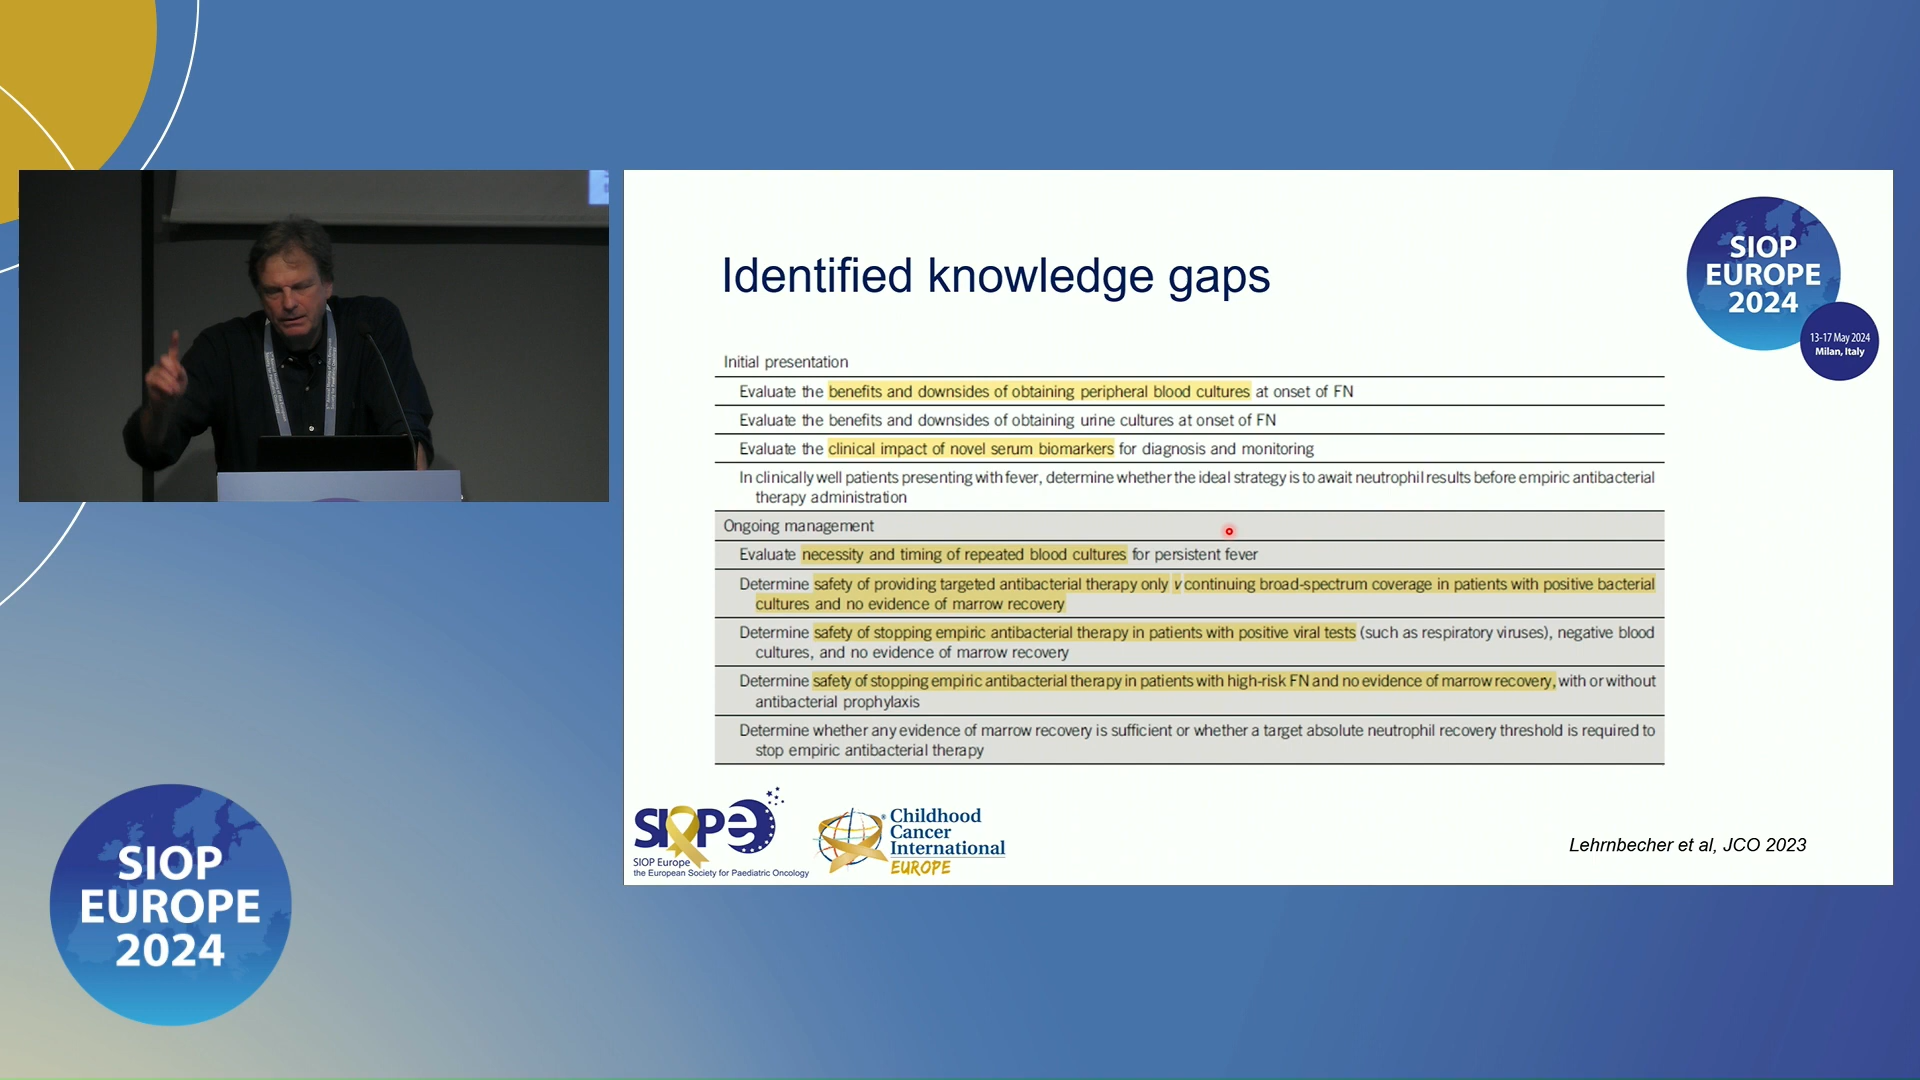 Identified knowledge gaps
SIOP
EUROPE
2024
13-17 May 2024
Milan, Italy
Initial presentation
Evaluate the benefits and downsides of obtaining peripheral blood cultures at onset of FN
Evaluate the benefits and downsides of obtaining urine cultures at onset of FN
Evaluate the clinical impact of novel serum biomarkers for diagnosis and monitoring
In clinically well patients presenting with fever, determine whether the ideal strategy is to await neutrophil results before empiric antibacterial
therapy administration
Ongoing management
Evaluate necessity and timing of repeated blood cultures for persistent fever
Determine safety of providing targeted antibacterial therapy only v continuing broad-spectrum coverage in patients with positive bacterial
cultures and no evidence of marrow recovery
Determine safety of stopping empiric antibacterial therapy in patients with positive viral tests (such as respiratory viruses), negative blood
cultures, and no evidence of marrow recovery
Determine safety of stopping empiric antibacterial therapy in patients with high-risk FN and no evidence of marrow recovery, with or without
antibacterial prophylaxis
Determine whether any evidence of marrow recovery is sufficient or whether a target absolute neutrophil recovery threshold is required to
stop empiric antibacterial therapy
SIOPe
SIOP Europe
the European Society for Paediatric Oncology
Childhood
Cancer
International
EUROPE
Lehrnbecher et al, JCO 2023
SIOP
EUROPE
2024